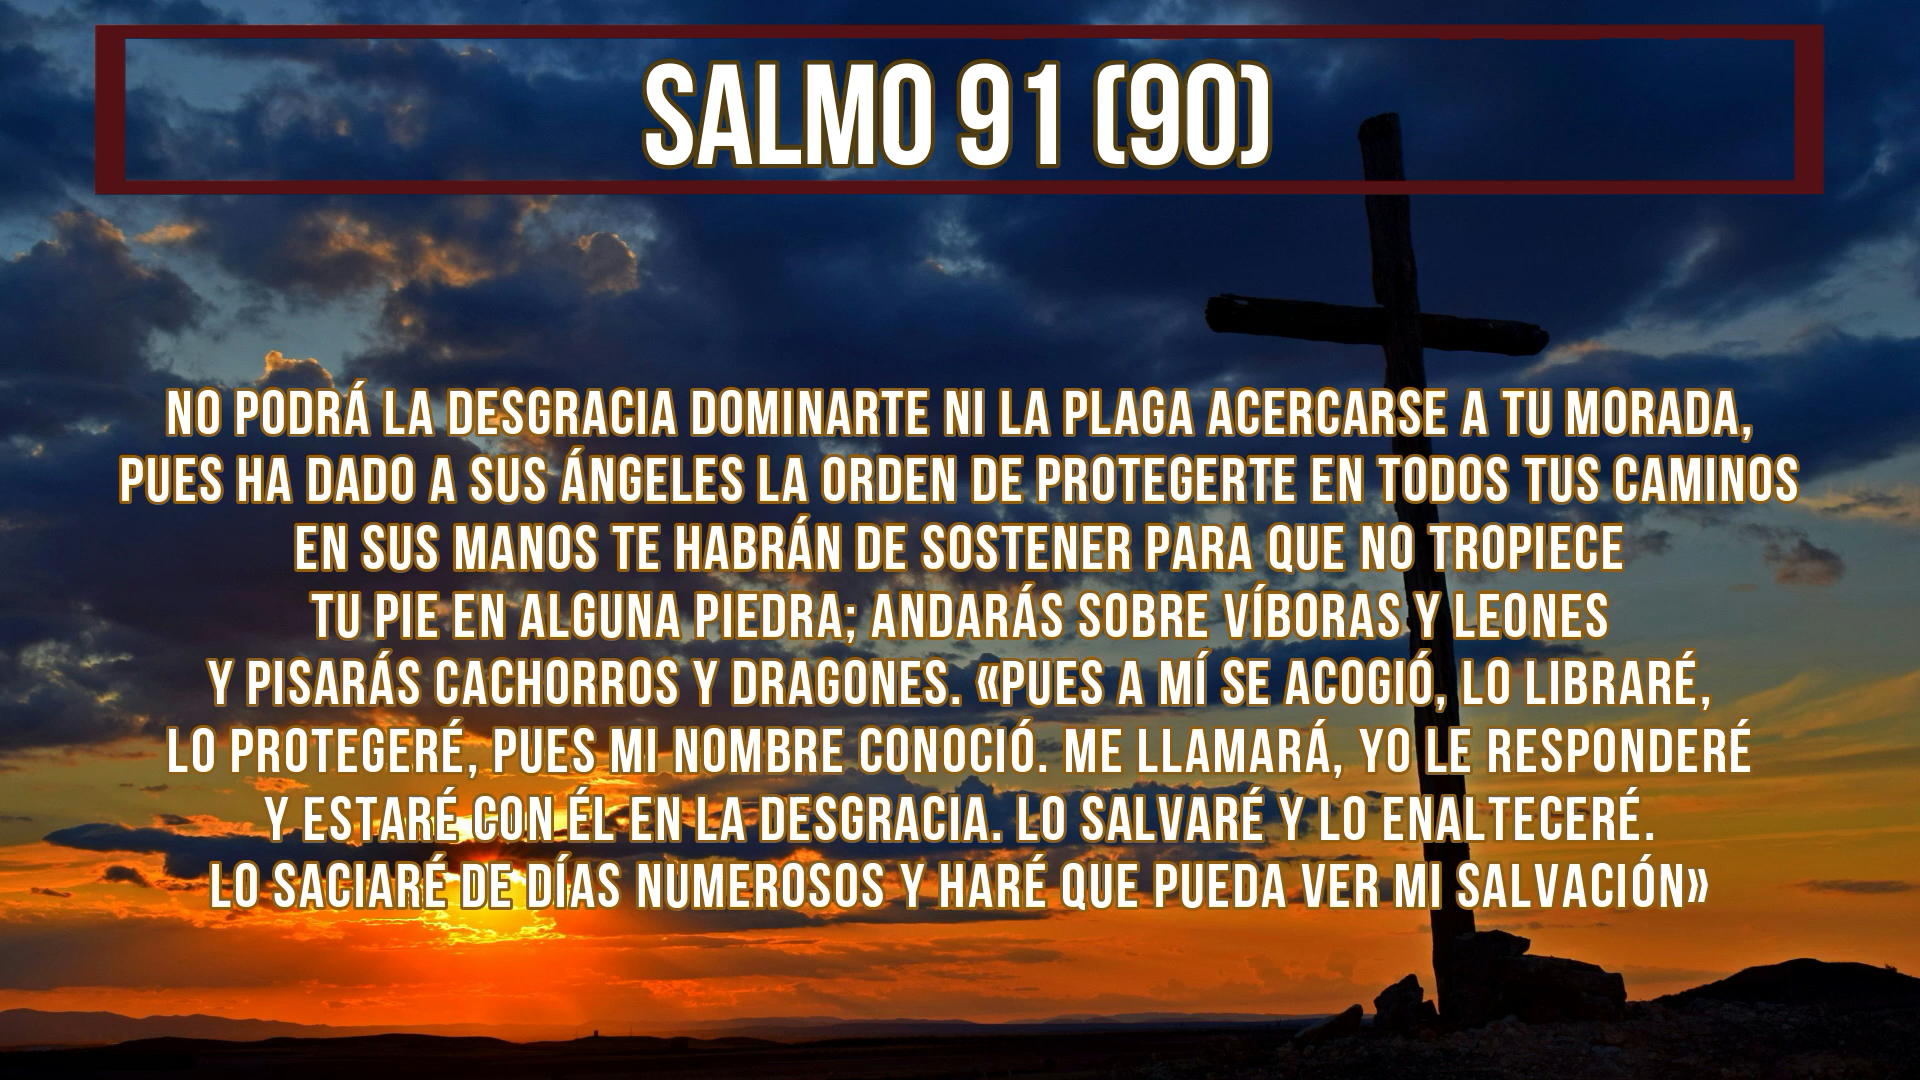 SALMO 91 (90)
NO PODRÁ LA DESGRACIA DOMINARTE NI LA PLAGA ACERCARSE A TU MORADA,
PUES HA DADO A SUS ÁNGELES LA ORDEN DE PROTEGERTE EN TODOS TUS CAMINOS
EN SUS MANOS TE HABRÁN DE SOSTENER PARA QUE NO TROPIECE
TU PIE EN ALGUNA PIEDRA; ANDARÁS SOBRE VÍBORAS Y LEONES
Y PISARÁS CACHORROS Y DRAGONES. «PUES A MÍ SE ACOGIÓ, LO LIBRARÉ,
LO PROTEGERÉ, PUES MI NOMBRE CONOCIÓ. ME LLAMARÁ, YO LE RESPONDERÉ
Y ESTARÉ CON ÉL EN LA DESGRACIA. LO SALVARÉ Y LO ENALTECERÉ.
LO SACIARÉ DE DÍAS NUMEROSOS Y HARÉ QUE PUEDA VER MI SALVACIÓN»